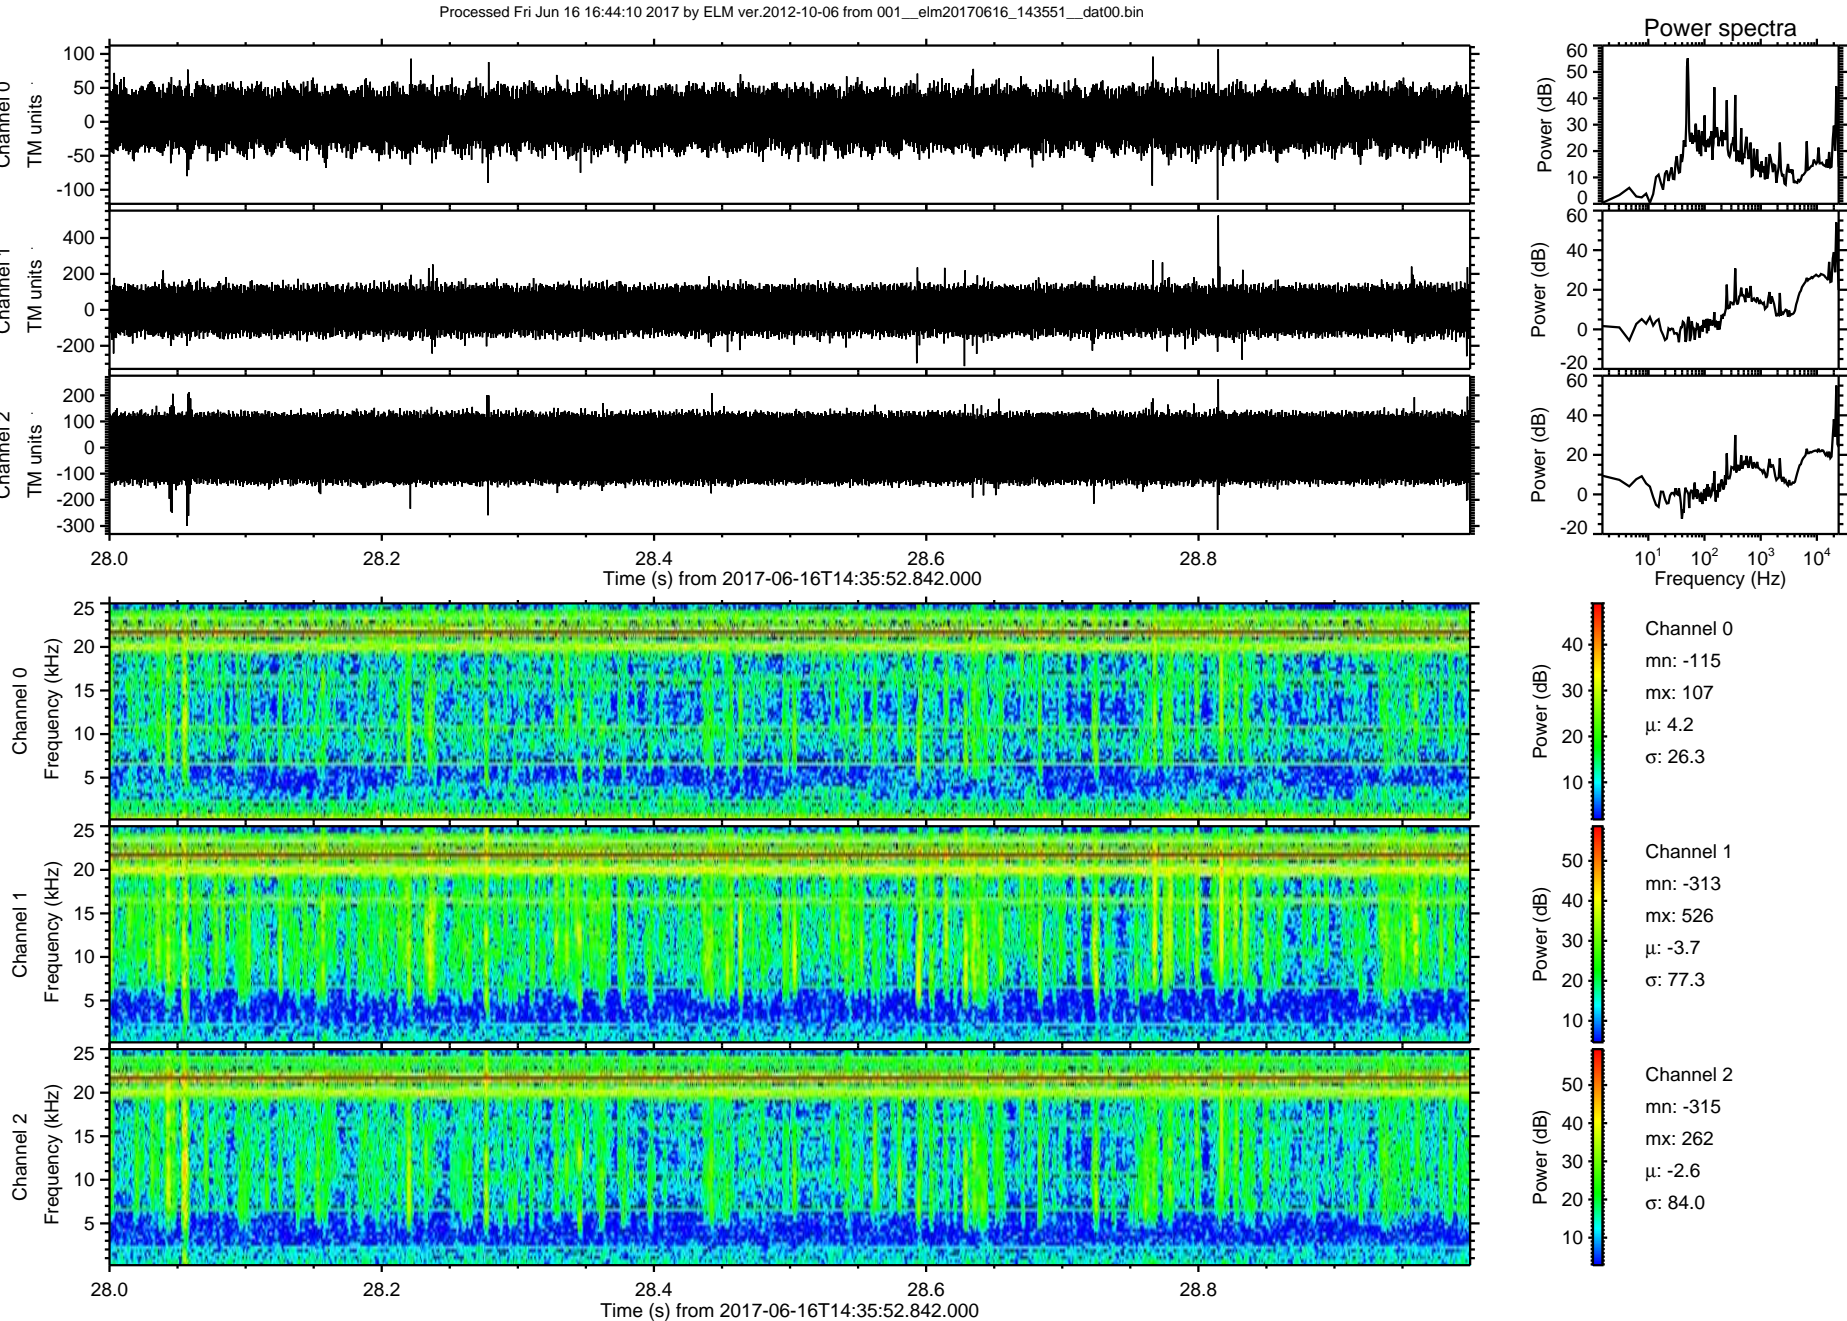 Processed Fri Jun 16 16:44:10 2017 by ELM ver.2012-10-06 from 001__elm20170616_143551__dat00.bin
Power spectra
Channel 0
TM units
100
50
0
-50
-100
Power (dB)
60
50
40
30
20
10
0
Channel 1
TM units
400
200
0
-200
Power (dB)
60
40
20
0
-20
Channel 2
TM units
200
100
0
-100
-200
-300
Power (dB)
60
40
20
0
-20
28.0 28.2 28.4 28.6 28.8
Time (s) from 2017-06-16T14:35:52.842.000
10¹ 10² 10³ 10⁴
Frequency (Hz)
Channel 0
Frequency (kHz)
25
20
15
10
5
Power (dB)
40
30
20
10
Channel 0
mn: -115
mx: 107
μ: 4.2
σ: 26.3
Channel 1
Frequency (kHz)
25
20
15
10
5
Power (dB)
50
40
30
20
10
Channel 1
mn: -313
mx: 526
μ: -3.7
σ: 77.3
Channel 2
Frequency (kHz)
25
20
15
10
5
Power (dB)
50
40
30
20
10
Channel 2
mn: -315
mx: 262
μ: -2.6
σ: 84.0
28.0 28.2 28.4 28.6 28.8
Time (s) from 2017-06-16T14:35:52.842.000